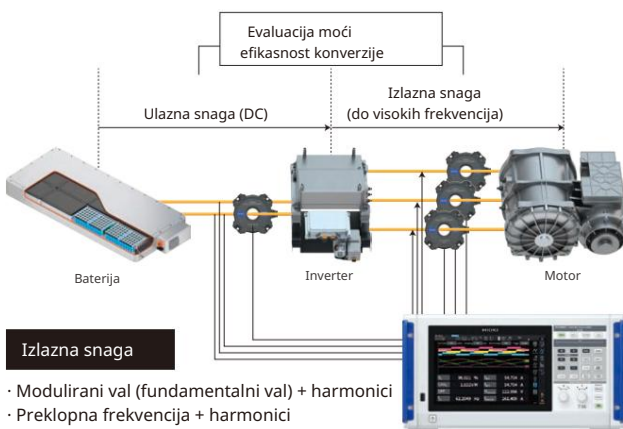 Evaluacija moći
efikasnost konverzije
Ulazna snaga (DC)
Izlazna snaga
(do visokih frekvencija)
Baterija
Inverter
Motor
Izlazna snaga
· Modulirani val (fundamentalni val) + harmonici
· Preklopna frekvencija + harmonici